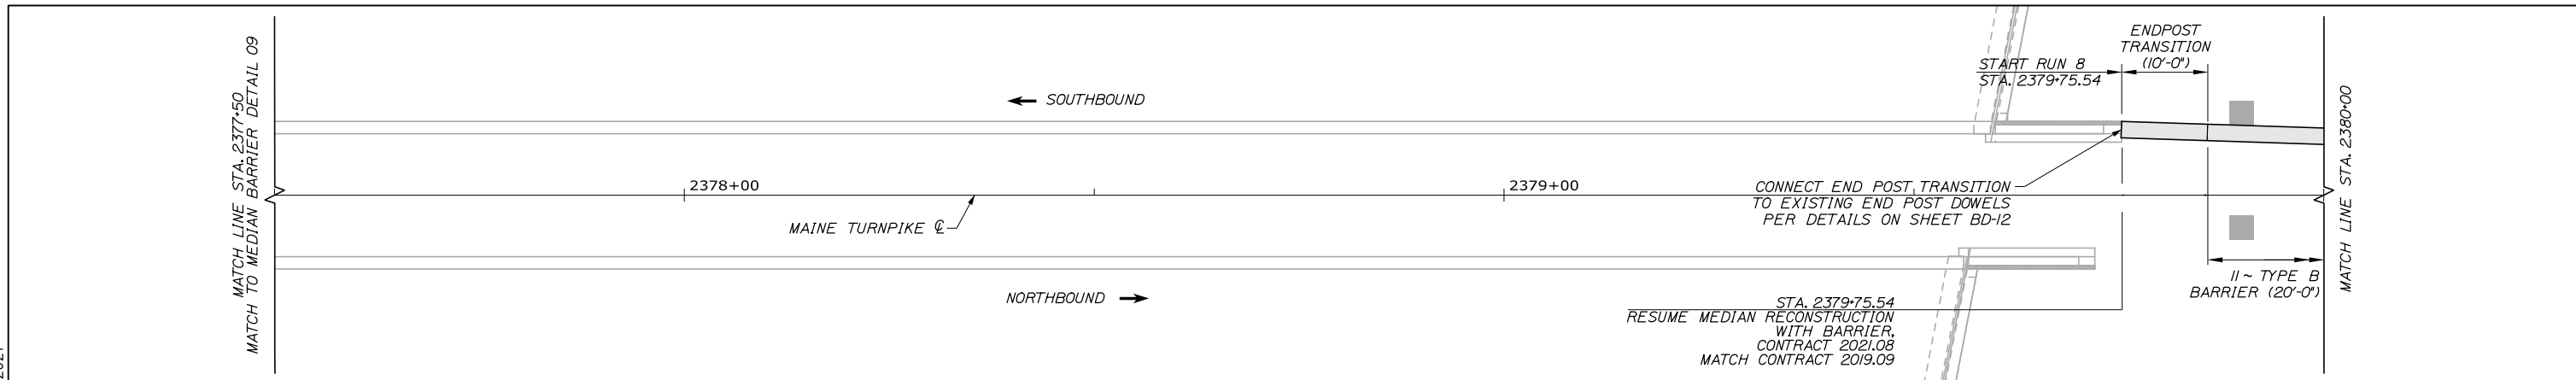 MATCH LINE STA. 2377+50
MATCH TO MEDIAN BARRIER DETAIL 09
SOUTHBOUND
START RUN 8
STA. 2379+75.54
ENDPOST
TRANSITION
(10'-0")
MATCH LINE STA. 2380+00
2378+00
2379+00
MAINE TURNPIKE ℄
CONNECT END POST TRANSITION
TO EXISTING END POST DOWELS
PER DETAILS ON SHEET BD-12
NORTHBOUND
11 ~ TYPE B
BARRIER (20'-0")
STA. 2379+75.54
RESUME MEDIAN RECONSTRUCTION
WITH BARRIER,
CONTRACT 2021.08
MATCH CONTRACT 2019.09